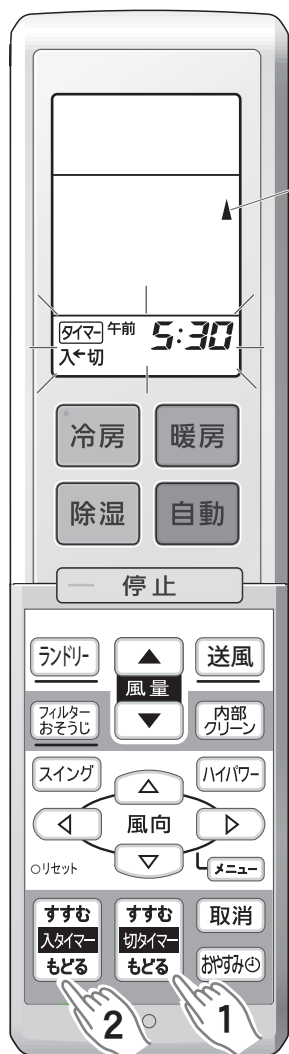 タイマー 午前 5:30
入←切
冷房 暖房
除湿 自動
停止
ランドリー ▲ 送風
風量
フィルター
おそうじ ▼ 内部
クリーン
スイング △ ハイパワー
◁ 風向 ▷
○リセット ▽ メニュー
すすむ すすむ 取消
入タイマー 切タイマー
もどる もどる おやすみ
2 1